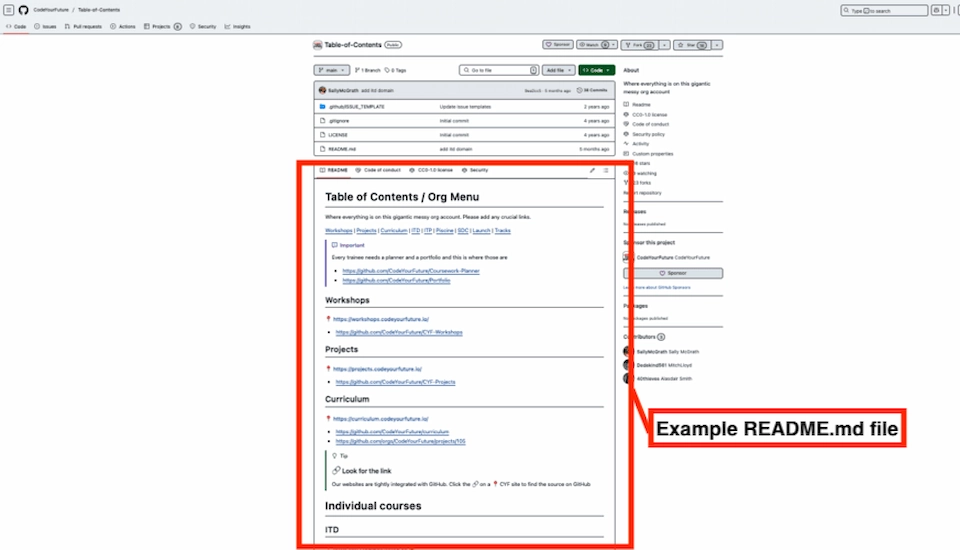 CodeYourFuture / Table-of-Contents
Type / to search
Code Issues Pull requests Actions Projects Security Insights
Table-of-Contents Public
Sponsor Watch Fork Star
main 1 Branch 0 Tags Go to file Add file Code
SallyMcGrath add itd domain 5 months ago Commits
.github/ISSUE_TEMPLATE Update issue templates 2 years ago
.gitignore Initial commit 4 years ago
LICENSE Initial commit 4 years ago
README.md add itd domain 5 months ago
About
Where everything is on this gigantic
messy org account
Readme
CC0-1.0 license
Code of conduct
Security policy
Activity
Custom properties
stars
watching
forks
Report repository
Releases
No releases published
Sponsor this project
CodeYourFuture CodeYourFuture
Sponsor
Learn more about GitHub Sponsors
Packages
No packages published
Contributors 3
SallyMcGrath Sally McGrath
Dedekind561 MitchLloyd
Alasdair Smith
README Code of conduct CC0-1.0 license Security
Table of Contents / Org Menu
Where everything is on this gigantic messy org account. Please add any crucial links.
Workshops | Projects | Curriculum | ITD | ITP | Piscine | SDC | Launch | Tracks
Important
Every trainee needs a planner and a portfolio and this is where those are
https://github.com/CodeYourFuture/Coursework-Planner
https://github.com/CodeYourFuture/Portfolio
Workshops
https://workshops.codeyourfuture.io/
https://github.com/CodeYourFuture/CYF-Workshops
Projects
https://projects.codeyourfuture.io/
https://github.com/CodeYourFuture/CYF-Projects
Curriculum
https://curriculum.codeyourfuture.io/
https://github.com/CodeYourFuture/curriculum
https://github.com/orgs/CodeYourFuture/projects/105
Tip
Look for the link
Our websites are tightly integrated with GitHub. Click the 🔗 on a 📍 CYF site to find the source on GitHub
Individual courses
ITD
Example README.md file